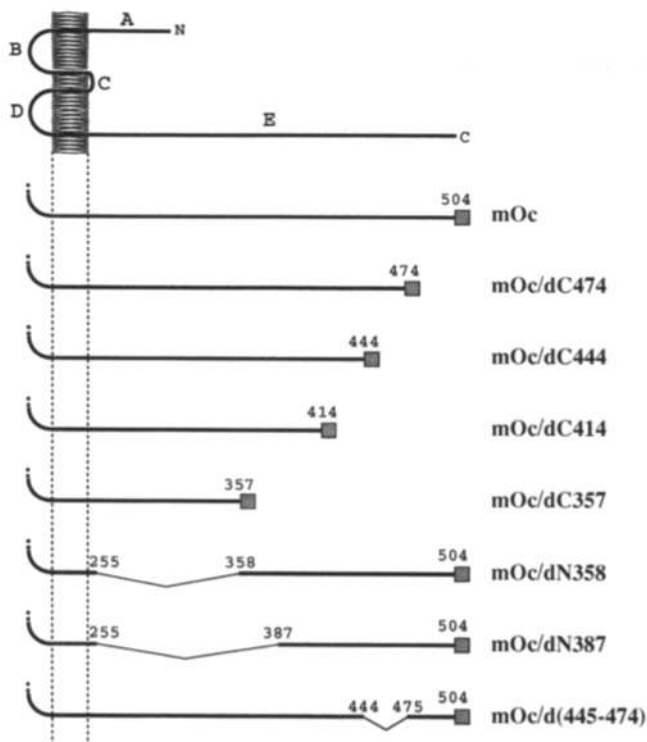 A
N
B
C
D
E
C
504
mOc
474
mOc/dC474
444
mOc/dC444
414
mOc/dC414
357
mOc/dC357
255 358 504
mOc/dN358
255 387 504
mOc/dN387
444 475 504
mOc/d(445-474)